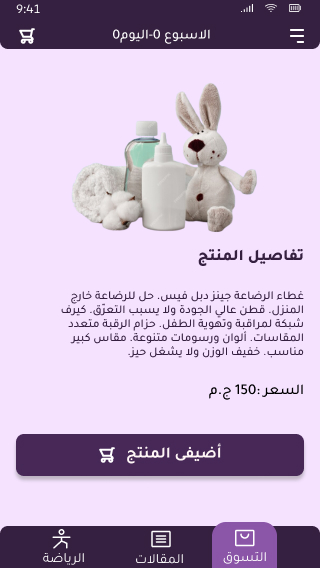 9:41
الاسبوع 0-اليوم0
تفاصيل المنتج
غطاء الرضاعة جينز دبل فيس. حل للرضاعة خارج
المنزل. قطن عالي الجودة ولا يسبب التعرّق. كيرف
شبكة لمراقبة وتهوية الطفل. حزام الرقبة متعدد
المقاسات. ألوان ورسومات متنوعة. مقاس كبير
مناسب. خفيف الوزن ولا يشغل حيز.
السعر :150 ج.م
أضيفى المنتج
التسوق
المقالات
الرياضة